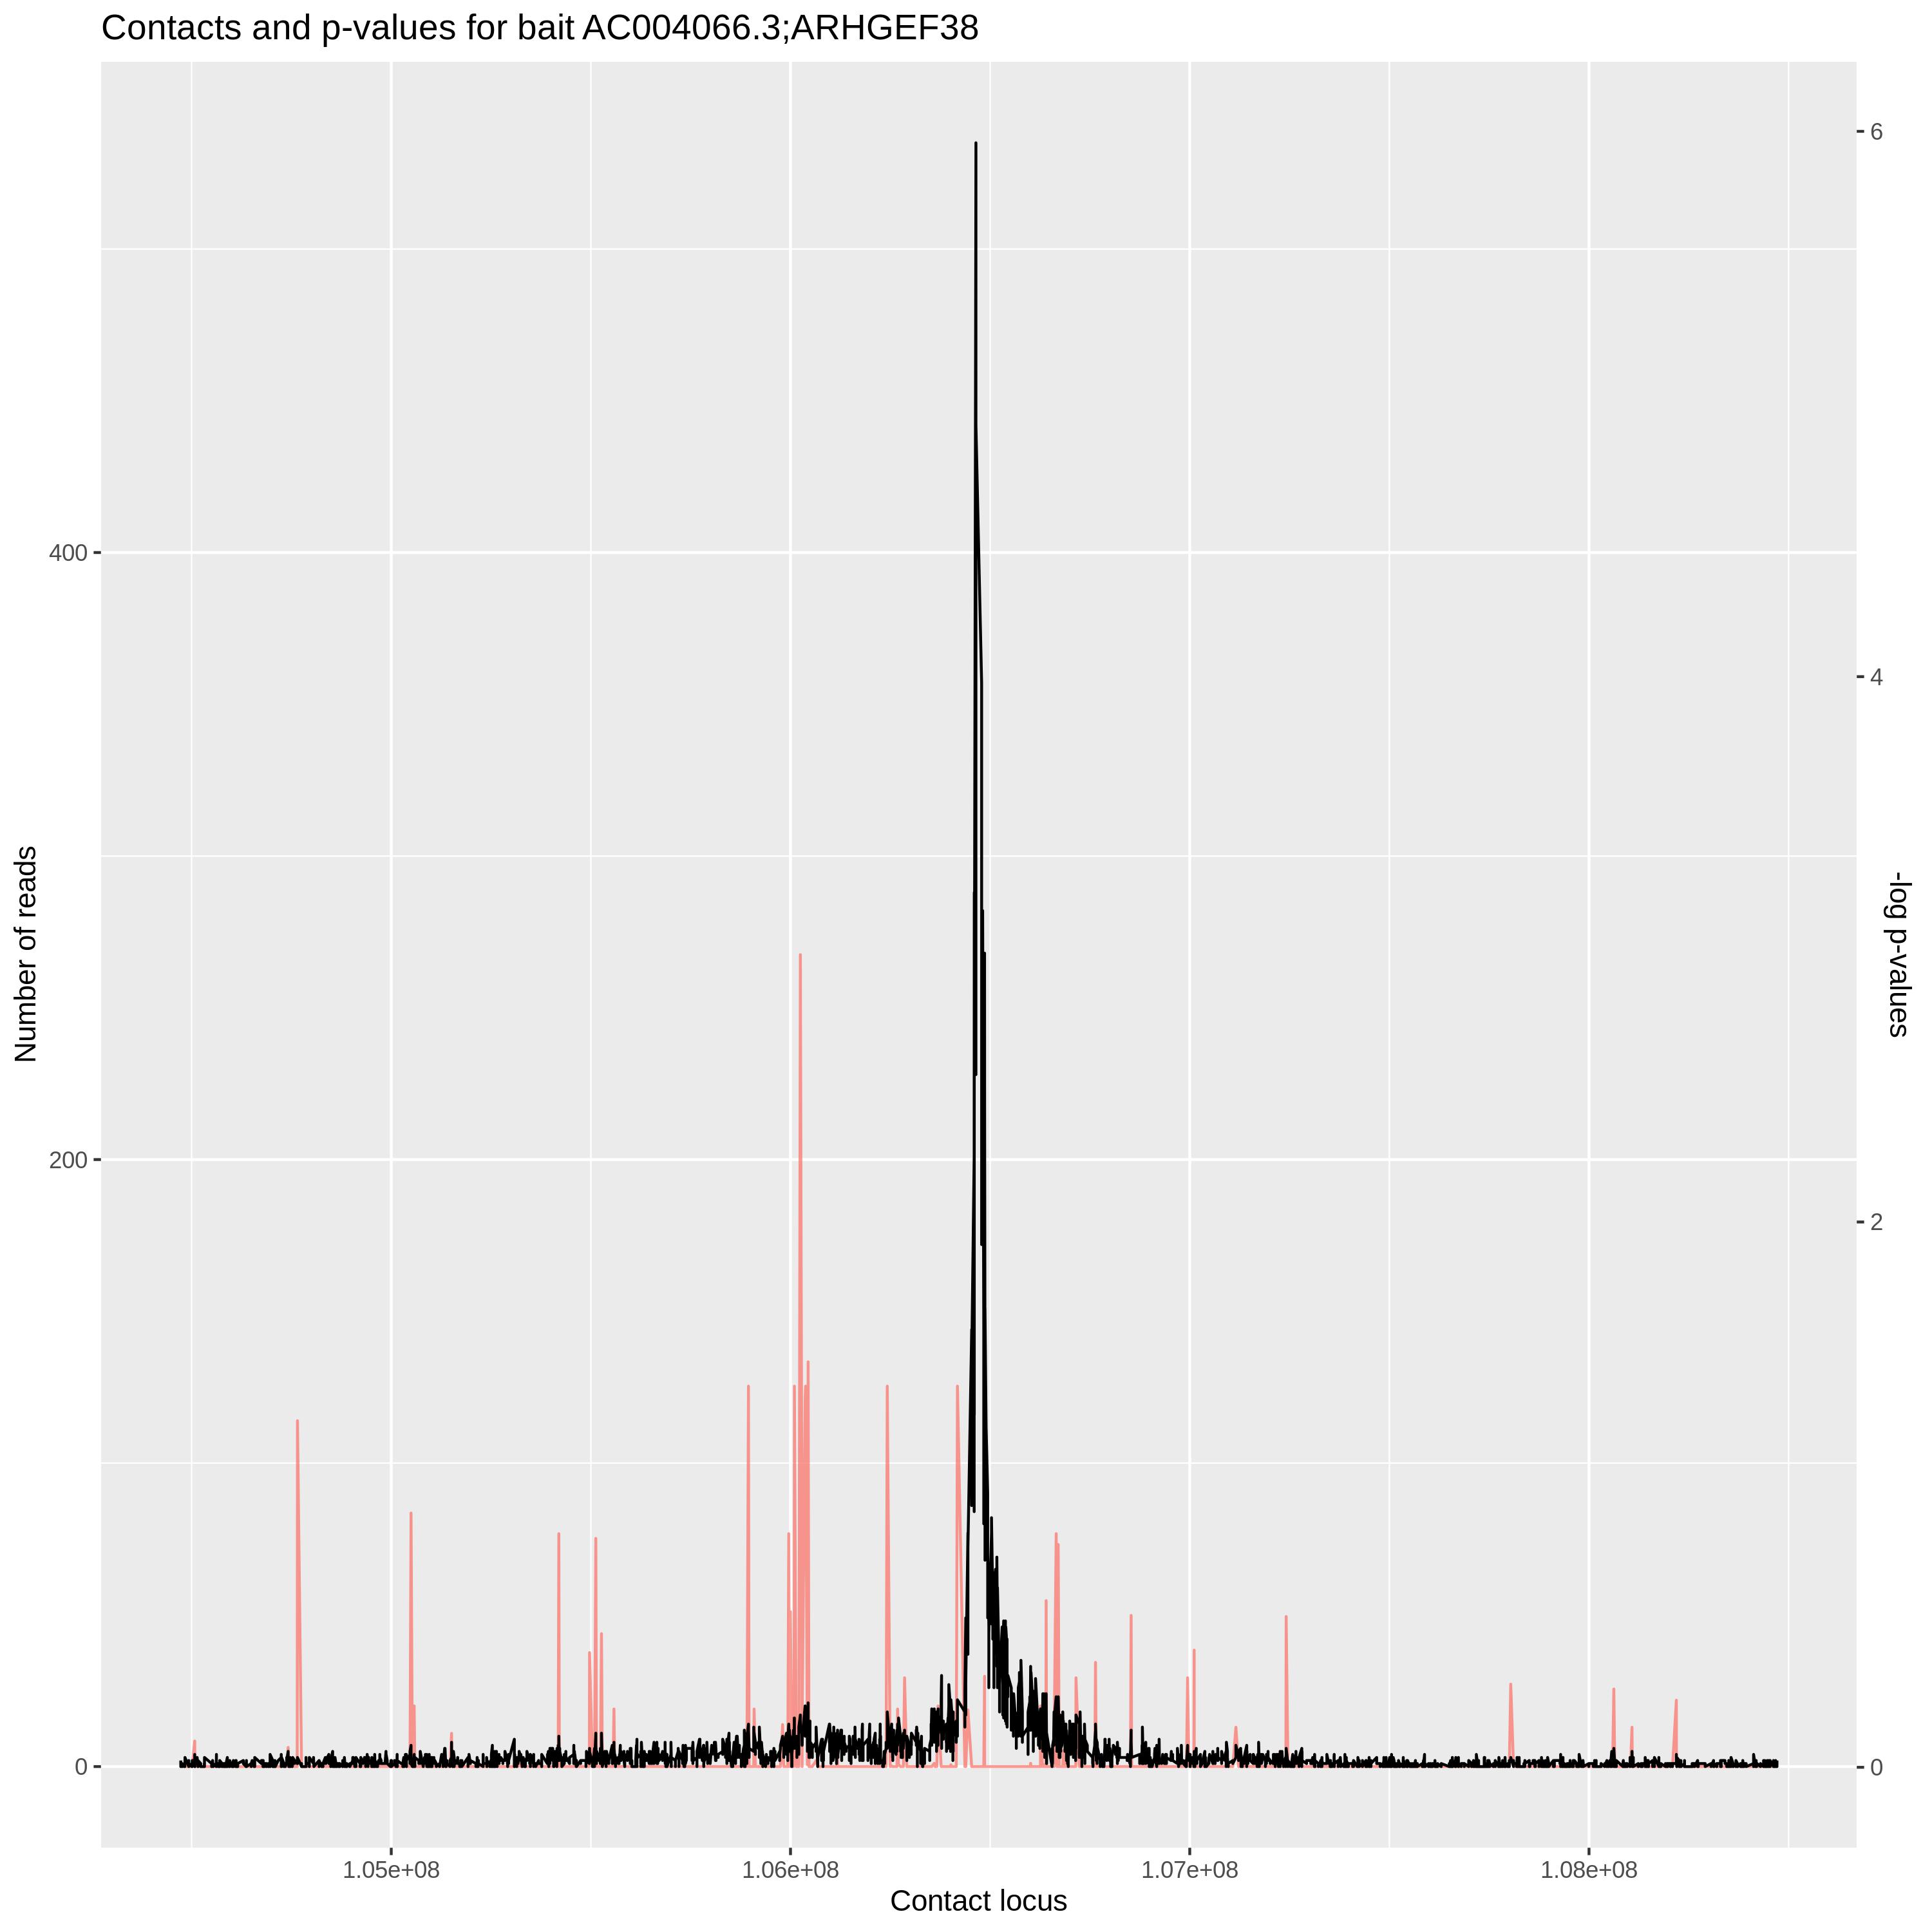 Contacts and p-values for bait AC004066.3;ARHGEF38
6
400
4
Number of reads
-log p-values
200
2
0
0
1.05e+08
1.06e+08
1.07e+08
1.08e+08
Contact locus